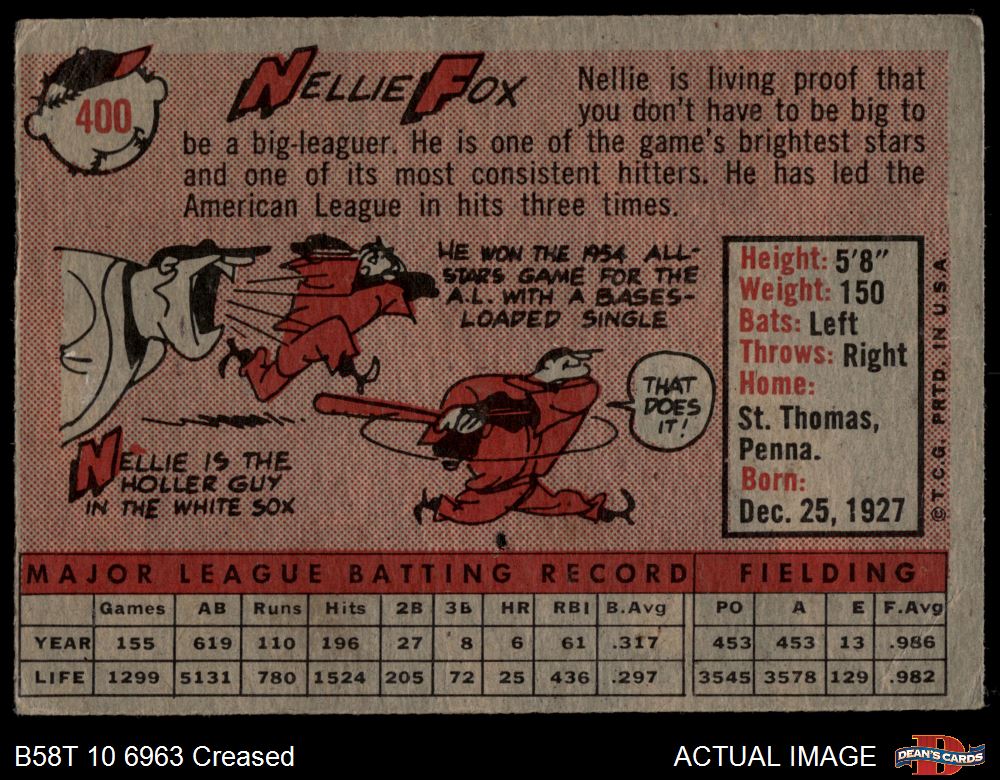 400
NELLIE FOX
Nellie is living proof that
you don't have to be big to
be a big-leaguer. He is one of the game's brightest stars
and one of its most consistent hitters. He has led the
American League in hits three times.
HE WON THE 1954 ALL-
STARS GAME FOR THE
A.L. WITH A BASES-
LOADED SINGLE
THAT
DOES
IT!
NELLIE IS THE
HOLLER GUY
IN THE WHITE SOX
Height: 5'8"
Weight: 150
Bats: Left
Throws: Right
Home:
St. Thomas,
Penna.
Born:
Dec. 25, 1927
© T.C.G. PRTD. IN U.S.A.
MAJOR LEAGUE BATTING RECORD FIELDING
Games AB Runs Hits 2B 3B HR RBI B.Avg PO A E F.Avg
YEAR 155 619 110 196 27 8 6 61 .317 453 453 13 .986
LIFE 1299 5131 780 1524 205 72 25 436 .297 3545 3578 129 .982
B58T 10 6963 Creased
ACTUAL IMAGE
D
DEAN'S CARDS